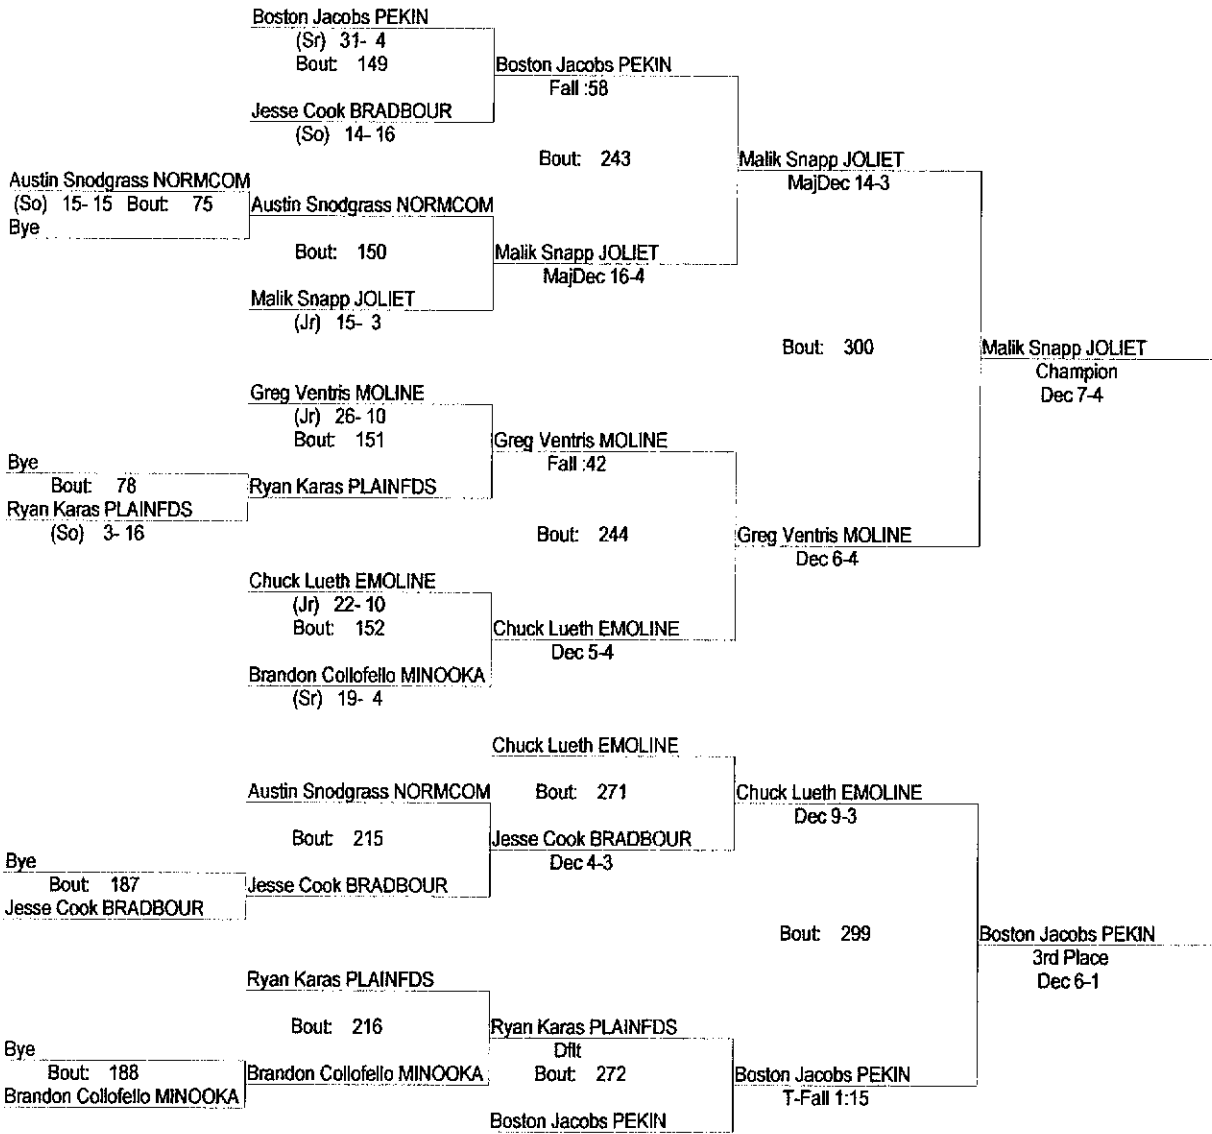 Boston Jacobs PEKIN
(Sr) 31- 4
Bout: 149
Boston Jacobs PEKIN
Fall :58
Jesse Cook BRADBOUR
(So) 14- 16
Bout: 243
Malik Snapp JOLIET
MajDec 14-3
Austin Snodgrass NORMCOM
(So) 15- 15 Bout: 75
Bye
Austin Snodgrass NORMCOM
Bout: 150
Malik Snapp JOLIET
MajDec 16-4
Malik Snapp JOLIET
(Jr) 15- 3
Bout: 300
Malik Snapp JOLIET
Champion
Dec 7-4
Greg Ventris MOLINE
(Jr) 26- 10
Bout: 151
Greg Ventris MOLINE
Fall :42
Bye
Bout: 78
Ryan Karas PLAINFDS
(So) 3- 16
Ryan Karas PLAINFDS
Bout: 244
Greg Ventris MOLINE
Dec 6-4
Chuck Lueth EMOLINE
(Jr) 22- 10
Bout: 152
Chuck Lueth EMOLINE
Dec 5-4
Brandon Collofello MINOOKA
(Sr) 19- 4
Chuck Lueth EMOLINE
Austin Snodgrass NORMCOM
Bout: 271
Chuck Lueth EMOLINE
Dec 9-3
Bout: 215
Jesse Cook BRADBOUR
Dec 4-3
Bye
Bout: 187
Jesse Cook BRADBOUR
Jesse Cook BRADBOUR
Bout: 299
Boston Jacobs PEKIN
3rd Place
Dec 6-1
Ryan Karas PLAINFDS
Bout: 216
Ryan Karas PLAINFDS
Dflt
Bye
Bout: 188
Brandon Collofello MINOOKA
Brandon Collofello MINOOKA
Bout: 272
Boston Jacobs PEKIN
T-Fall 1:15
Boston Jacobs PEKIN